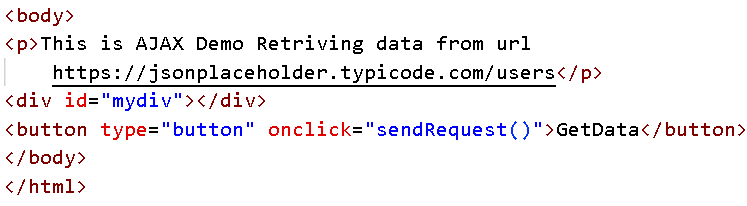 <body>
<p>This is AJAX Demo Retriving data from url
https://jsonplaceholder.typicode.com/users</p>
<div id="mydiv"></div>
<button type="button" onclick="sendRequest()">GetData</button>
</body>
</html>